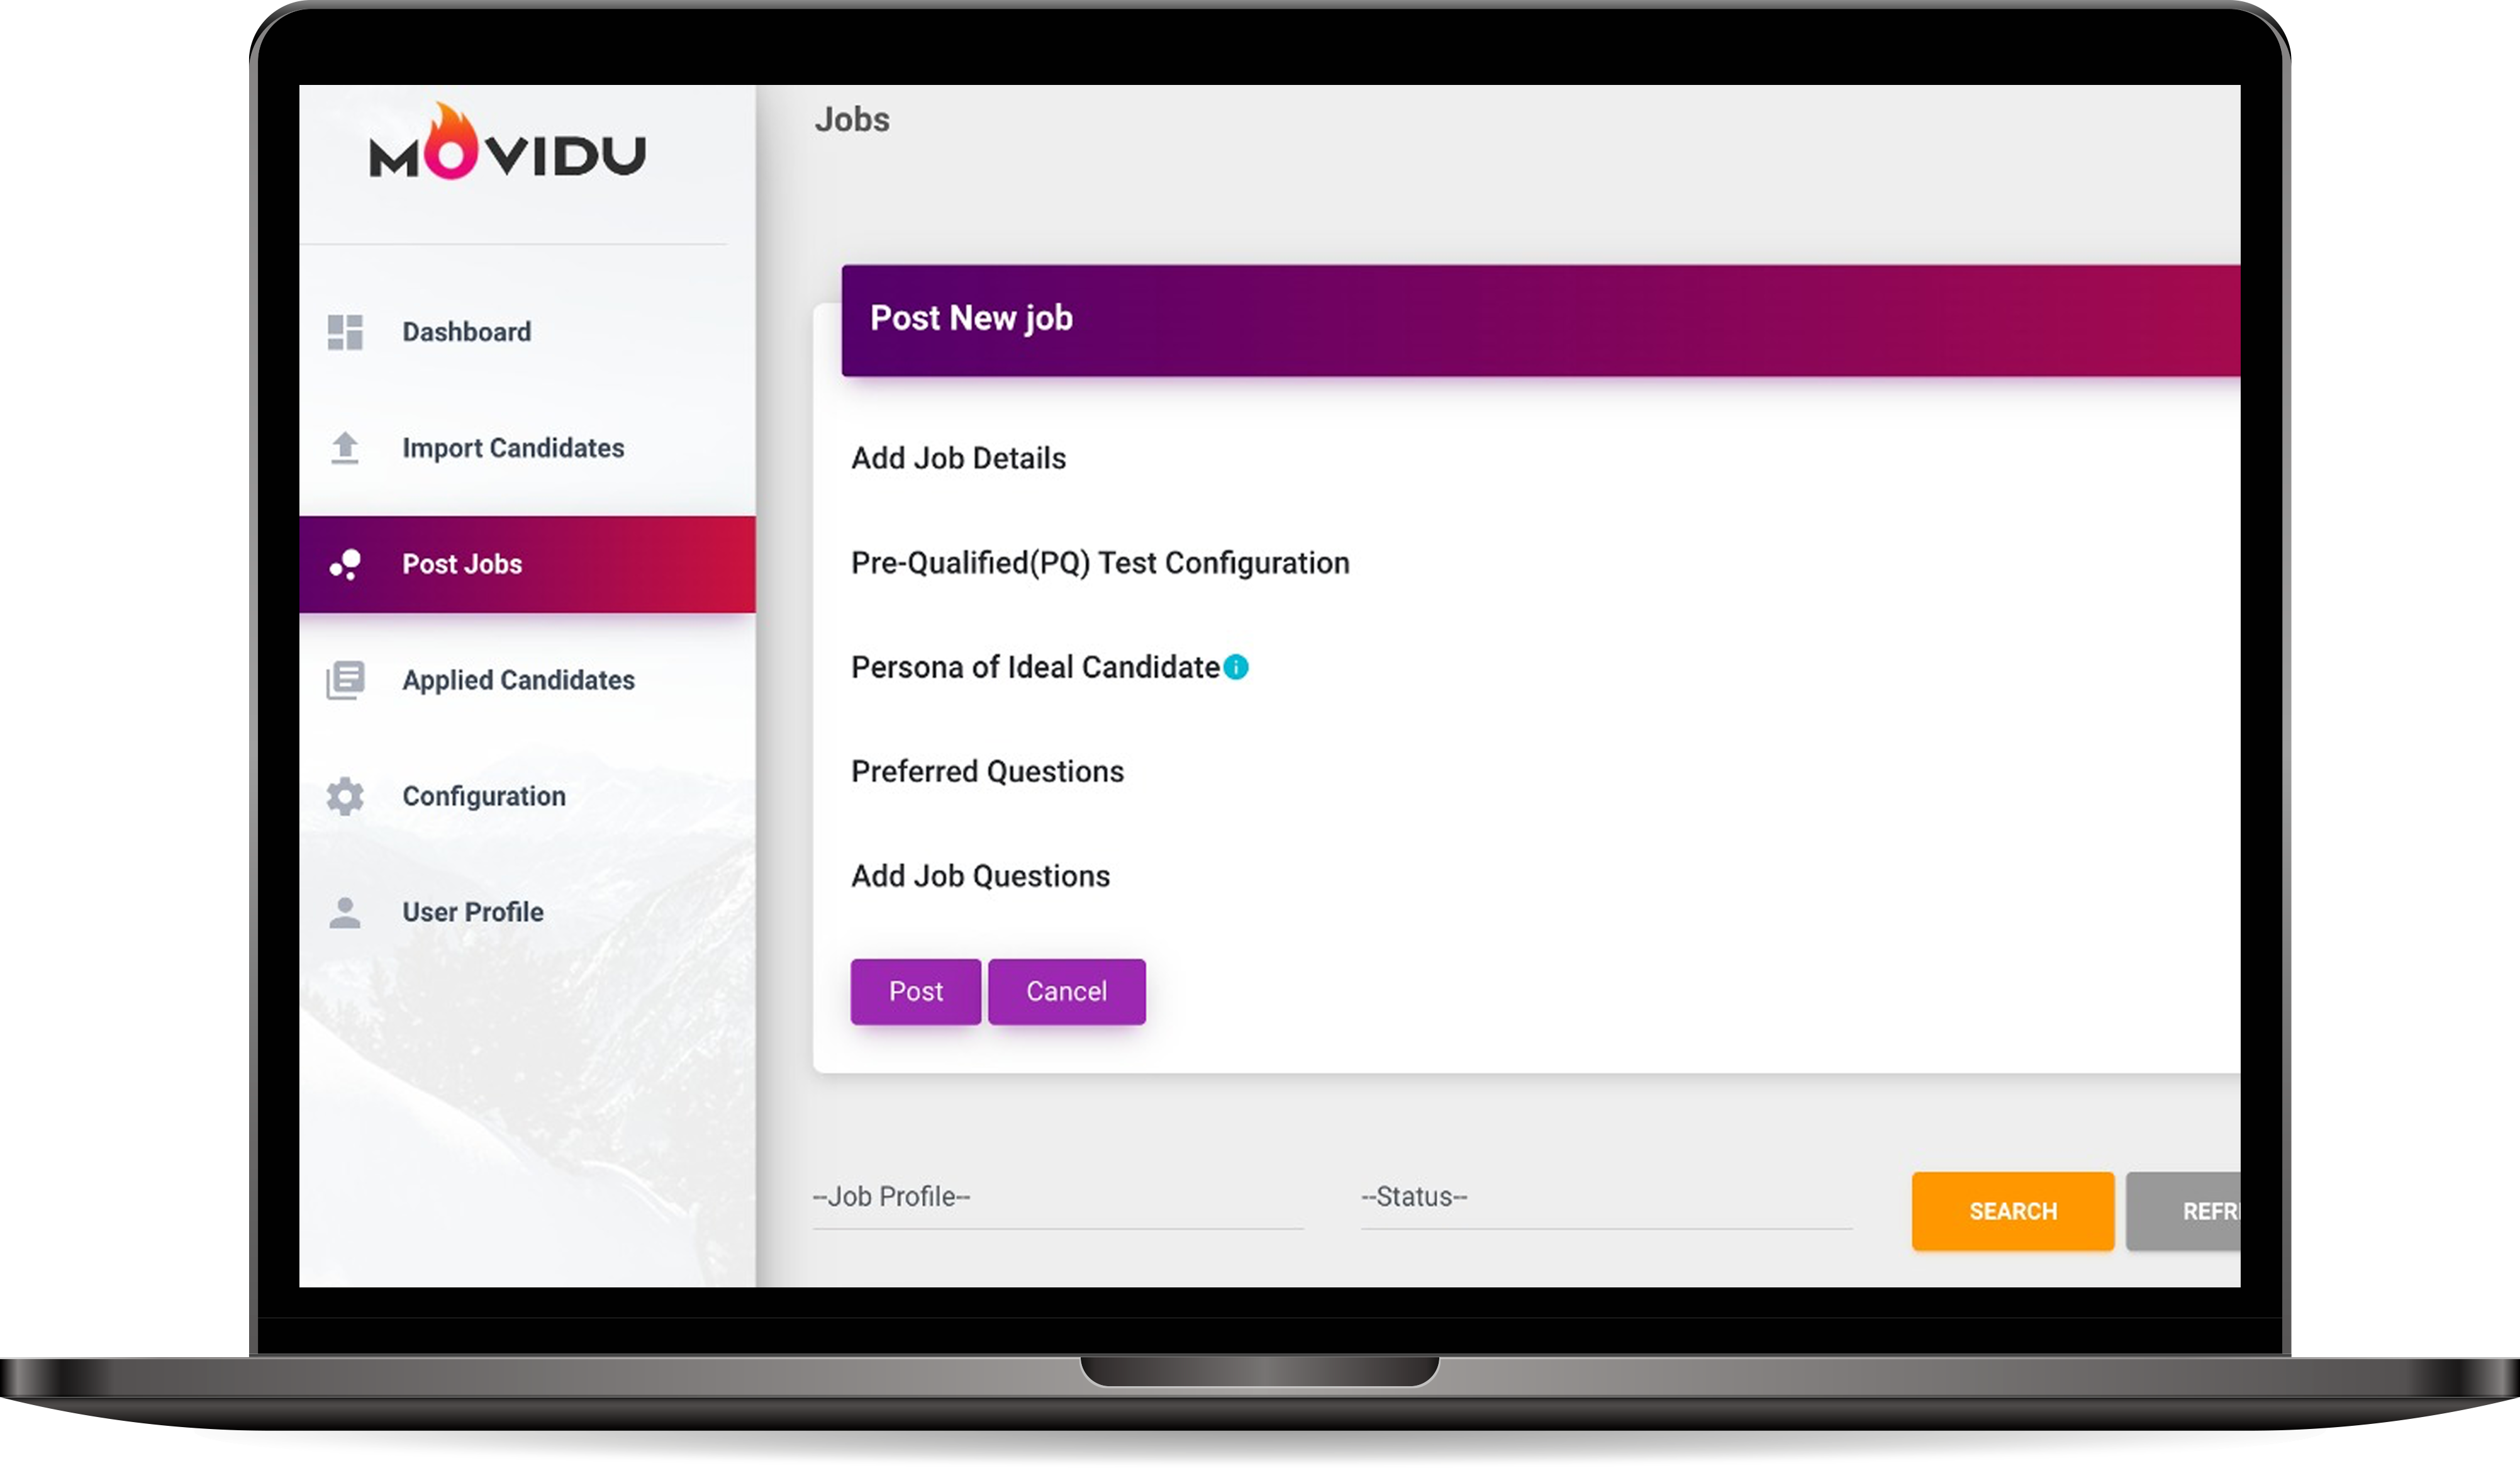 MOVIDU
Dashboard
Import Candidates
Post Jobs
Applied Candidates
Configuration
User Profile
Jobs
Post New job
Add Job Details
Pre-Qualified(PQ) Test Configuration
Persona of Ideal Candidate
Preferred Questions
Add Job Questions
Post Cancel
--Job Profile-- --Status-- SEARCH REFR